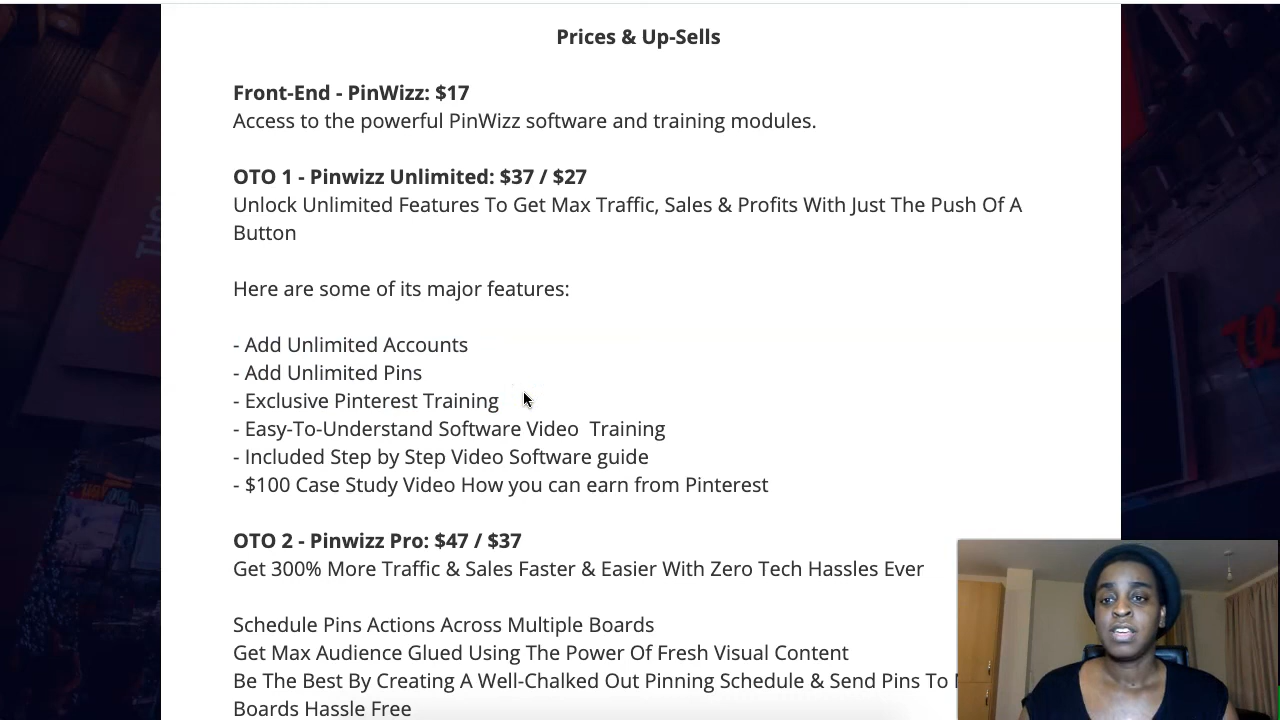 Prices & Up-Sells
Front-End - PinWizz: $17
Access to the powerful PinWizz software and training modules.
OTO 1 - Pinwizz Unlimited: $37 / $27
Unlock Unlimited Features To Get Max Traffic, Sales & Profits With Just The Push Of A
Button
Here are some of its major features:
- Add Unlimited Accounts
- Add Unlimited Pins
- Exclusive Pinterest Training
- Easy-To-Understand Software Video  Training
- Included Step by Step Video Software guide
- $100 Case Study Video How you can earn from Pinterest
OTO 2 - Pinwizz Pro: $47 / $37
Get 300% More Traffic & Sales Faster & Easier With Zero Tech Hassles Ever
Schedule Pins Actions Across Multiple Boards
Get Max Audience Glued Using The Power Of Fresh Visual Content
Be The Best By Creating A Well-Chalked Out Pinning Schedule & Send Pins To
Boards Hassle Free